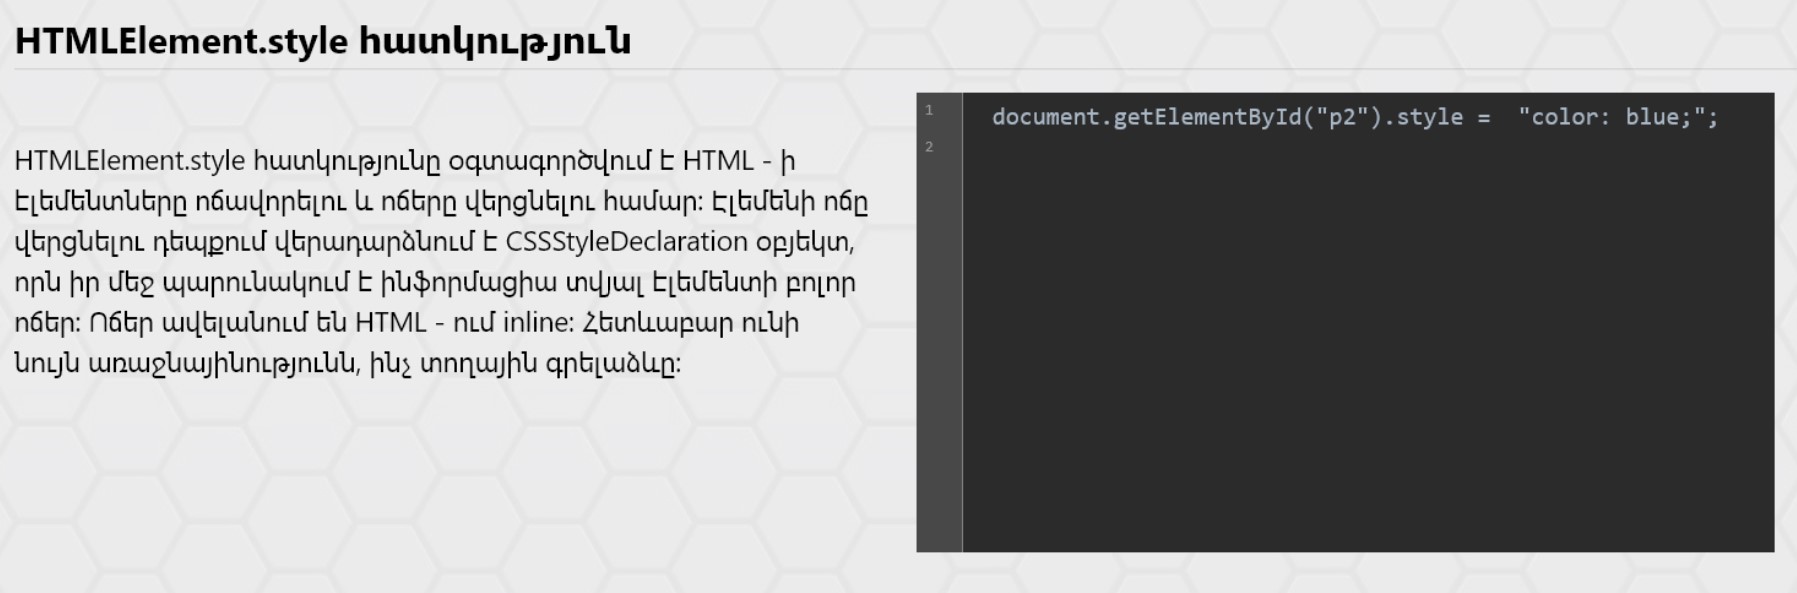 HTMLElement.style հատկություն
HTMLElement.style հատկությունը օգտագործվում է HTML - ի
էլեմենտները ոճավորելու և ոճերը վերցնելու համար: Էլեմենի ոճը
վերցնելու դեպքում վերադարձնում է CSSStyleDeclaration օբյեկտ,
որն իր մեջ պարունակում է ինֆորմացիա տվյալ էլեմենտի բոլոր
ոճեր: Ոճեր ավելանում են HTML - ում inline: Հետևաբար ունի
նույն առաջնայինությունն, ինչ տողային գրելաձևը:
1 document.getElementById("p2").style =  "color: blue;";
2